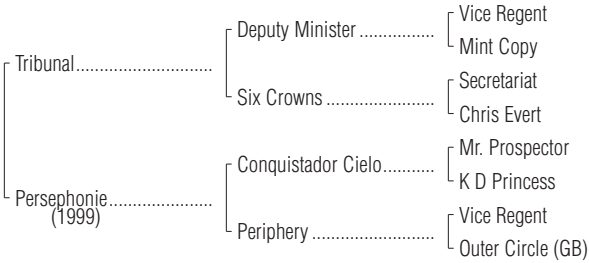 Vice Regent
Deputy Minister ................
Mint Copy
Tribunal.............................
Secretariat
Six Crowns .......................
Chris Evert
Mr. Prospector
Conquistador Cielo...........
K D Princess
Persephonie......................
(1999)
Vice Regent
Periphery ..........................
Outer Circle (GB)